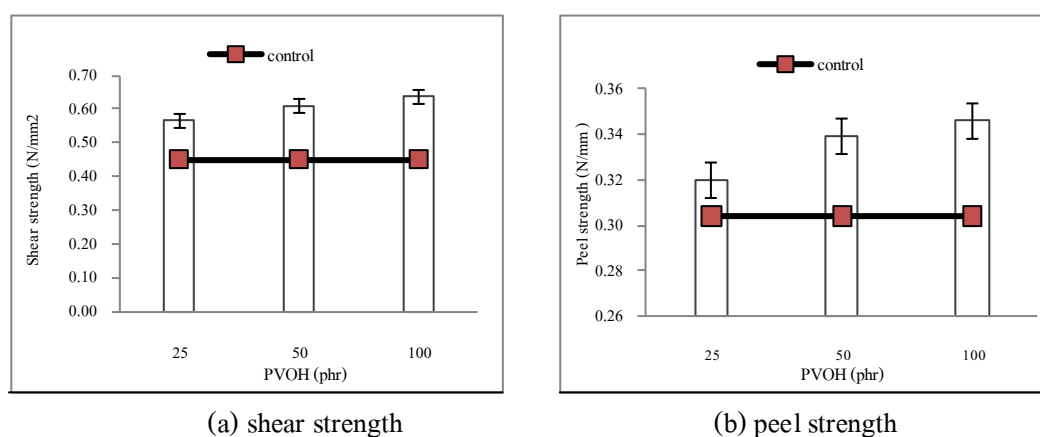 control
0.70
0.60
0.50
0.40
0.30
0.20
0.10
0.00
Shear strength (N/mm2
25 50 100
PVOH (phr)
(a) shear strength
control
0.36
0.34
0.32
0.30
0.28
0.26
Peel strength (N/mm )
25 50 100
PVOH (phr)
(b) peel strength